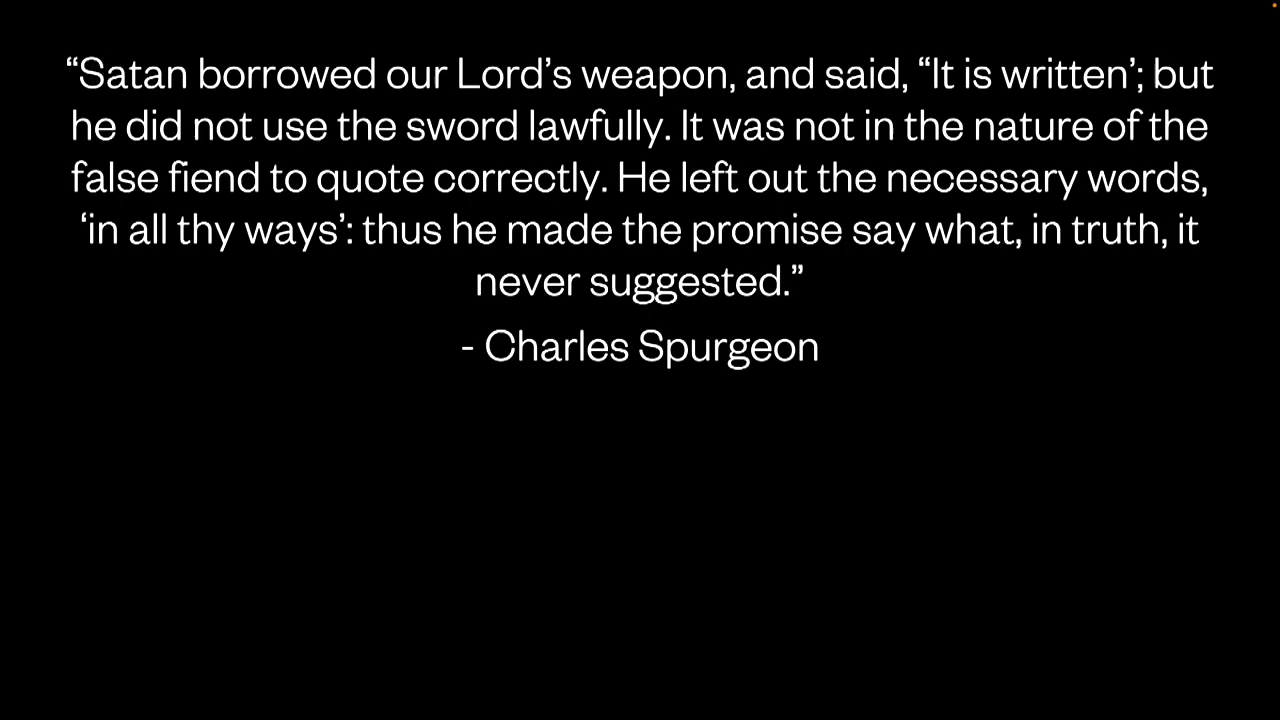 “Satan borrowed our Lord’s weapon, and said, “It is written’; but
he did not use the sword lawfully. It was not in the nature of the
false fiend to quote correctly. He left out the necessary words,
‘in all thy ways’: thus he made the promise say what, in truth, it
never suggested.”
- Charles Spurgeon